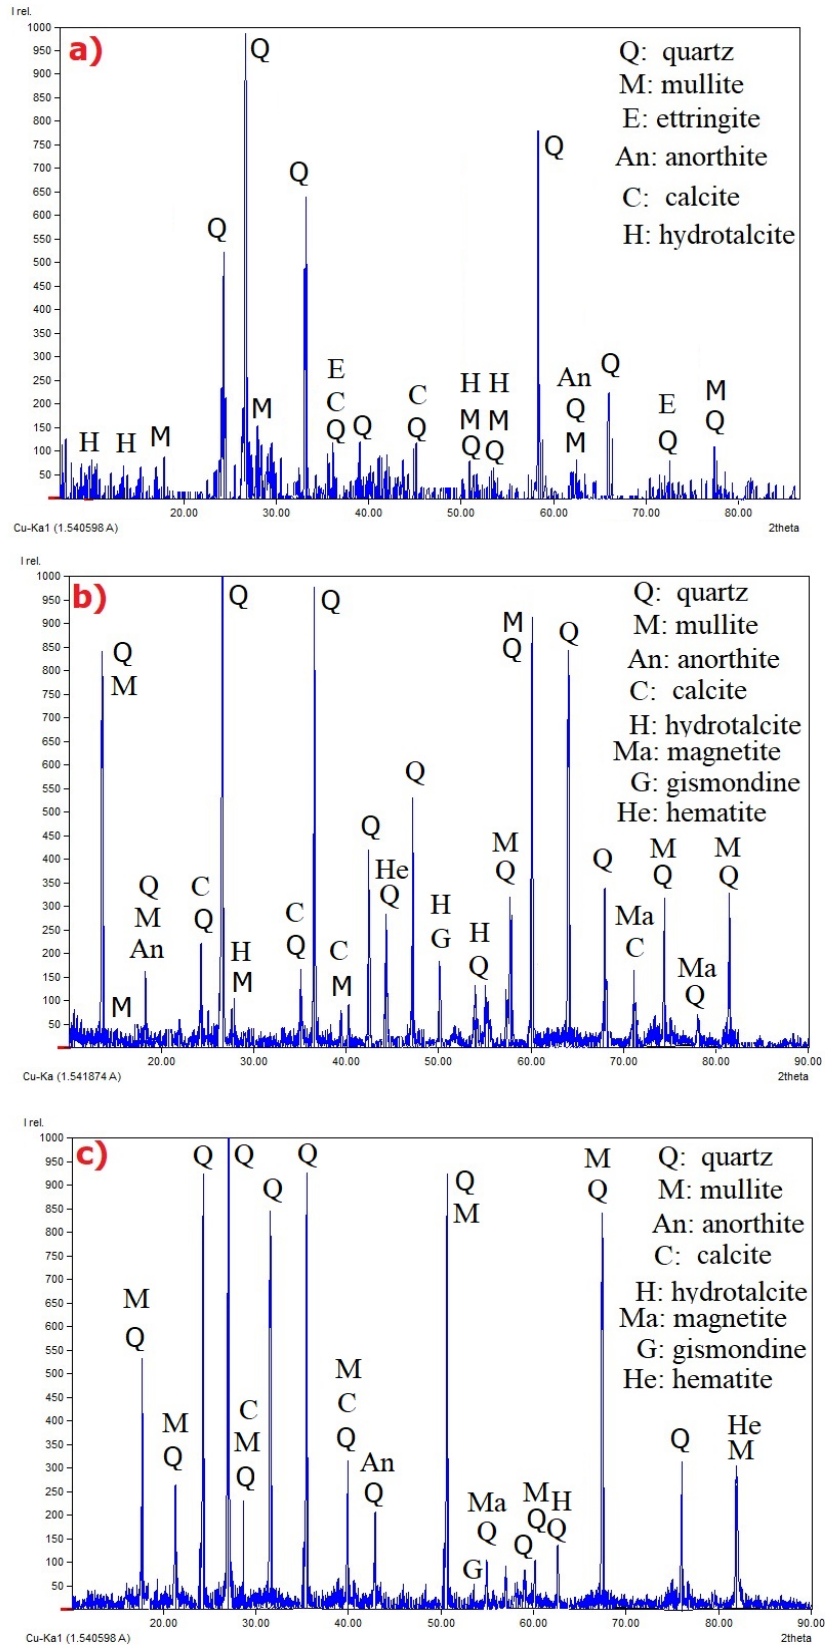 I rel.
a)
1000
950
900
850
800
750
700
650
600
550
500
450
400
350
300
250
200
150
100
50
Q: quartz
M: mullite
E: ettringite
An: anorthite
C: calcite
H: hydrotalcite
Q
Q
Q
Q
H
H
M
M
E
C
Q
Q
C
Q
H
M
Q
H
M
Q
An
Q
M
Q
E
Q
M
Q
20.00 30.00 40.00 50.00 60.00 70.00 80.00
Cu-Ka1 (1.540598 A) 2theta
I rel.
b)
1000
950
900
850
800
750
700
650
600
550
500
450
400
350
300
250
200
150
100
50
Q: quartz
M: mullite
An: anorthite
C: calcite
H: hydrotalcite
Ma: magnetite
G: gismondine
He: hematite
Q
M
M
Q
M
An
C
Q
Q
H
M
C
Q
Q
C
M
Q
He
Q
Q
H
G
H
Q
M
Q
M
Q
Q
Q
Ma
C
M
Q
Ma
Q
M
Q
20.00 30.00 40.00 50.00 60.00 70.00 80.00 90.00
Cu-Ka (1.541874 A) 2theta
I rel.
c)
1000
950
900
850
800
750
700
650
600
550
500
450
400
350
300
250
200
150
100
50
Q: quartz
M: mullite
An: anorthite
C: calcite
H: hydrotalcite
Ma: magnetite
G: gismondine
He: hematite
M
Q
M
Q
Q
Q
C
M
Q
Q
Q
M
C
Q
An
Q
Q
M
G
Ma
Q
Q
M
Q
H
Q
M
Q
Q
He
M
20.00 30.00 40.00 50.00 60.00 70.00 80.00 90.00
Cu-Ka1 (1.540598 A) 2theta